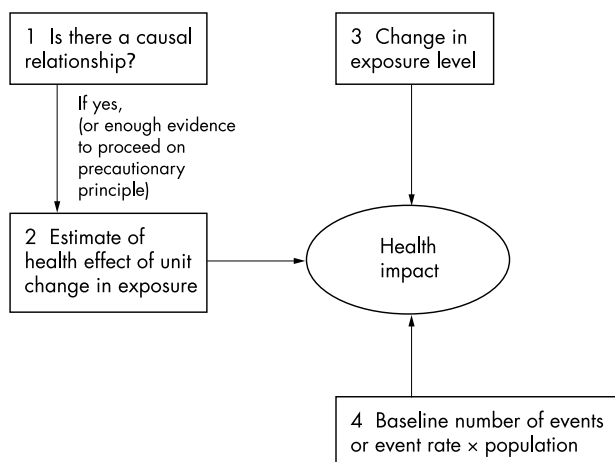 1 Is there a causal
relationship?
If yes,
(or enough evidence
to proceed on
precautionary
principle)
2 Estimate of
health effect of unit
change in exposure
3 Change in
exposure level
Health
impact
4 Baseline number of events
or event rate × population